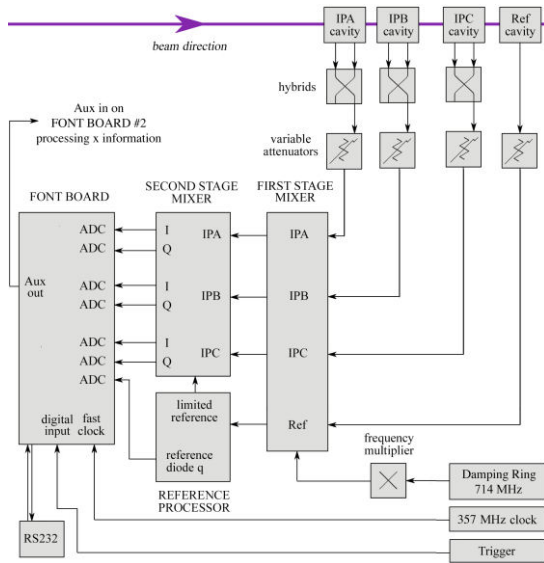 IPA
cavity
IPB
cavity
IPC
cavity
Ref
cavity
beam direction
hybrids
Aux in on
FONT BOARD #2
processing x information
variable
attenuators
FONT BOARD
SECOND STAGE
MIXER
FIRST STAGE
MIXER
ADC
I
IPA
IPA
ADC
Q
Aux
out
ADC
I
IPB
IPB
ADC
Q
ADC
I
IPC
IPC
ADC
Q
ADC
limited
reference
Ref
digital
input
fast
clock
reference
diode q
frequency
multiplier
REFERENCE
PROCESSOR
Damping Ring
714 MHz
357 MHz clock
RS232
Trigger